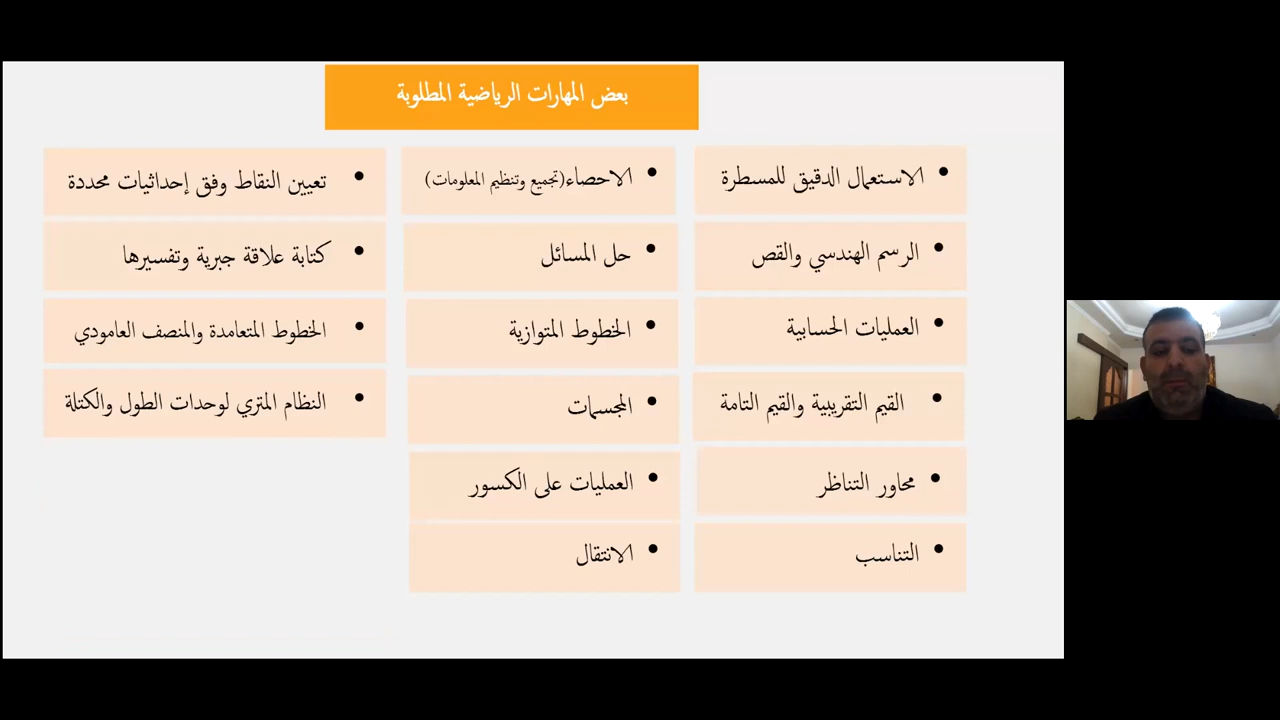 بعض المهارات الرياضية المطلوبة
• الاستعمال الدقيق للمسطرة
• الرسم الهندسي والقص
• العمليات الحسابية
• القيم التقريبية والقيم التامة
• محاور التناظر
• التناسب
• الاحصاء(تجميع وتنظيم المعلومات)
• حل المسائل
• الخطوط المتوازية
• المجسمات
• العمليات على الكسور
• الانتقال
• تعيين النقاط وفق إحداثيات محددة
• كتابة علاقة جبرية وتفسيرها
• الخطوط المتعامدة والمنصف العامودي
• النظام المتري لوحدات الطول والكتلة